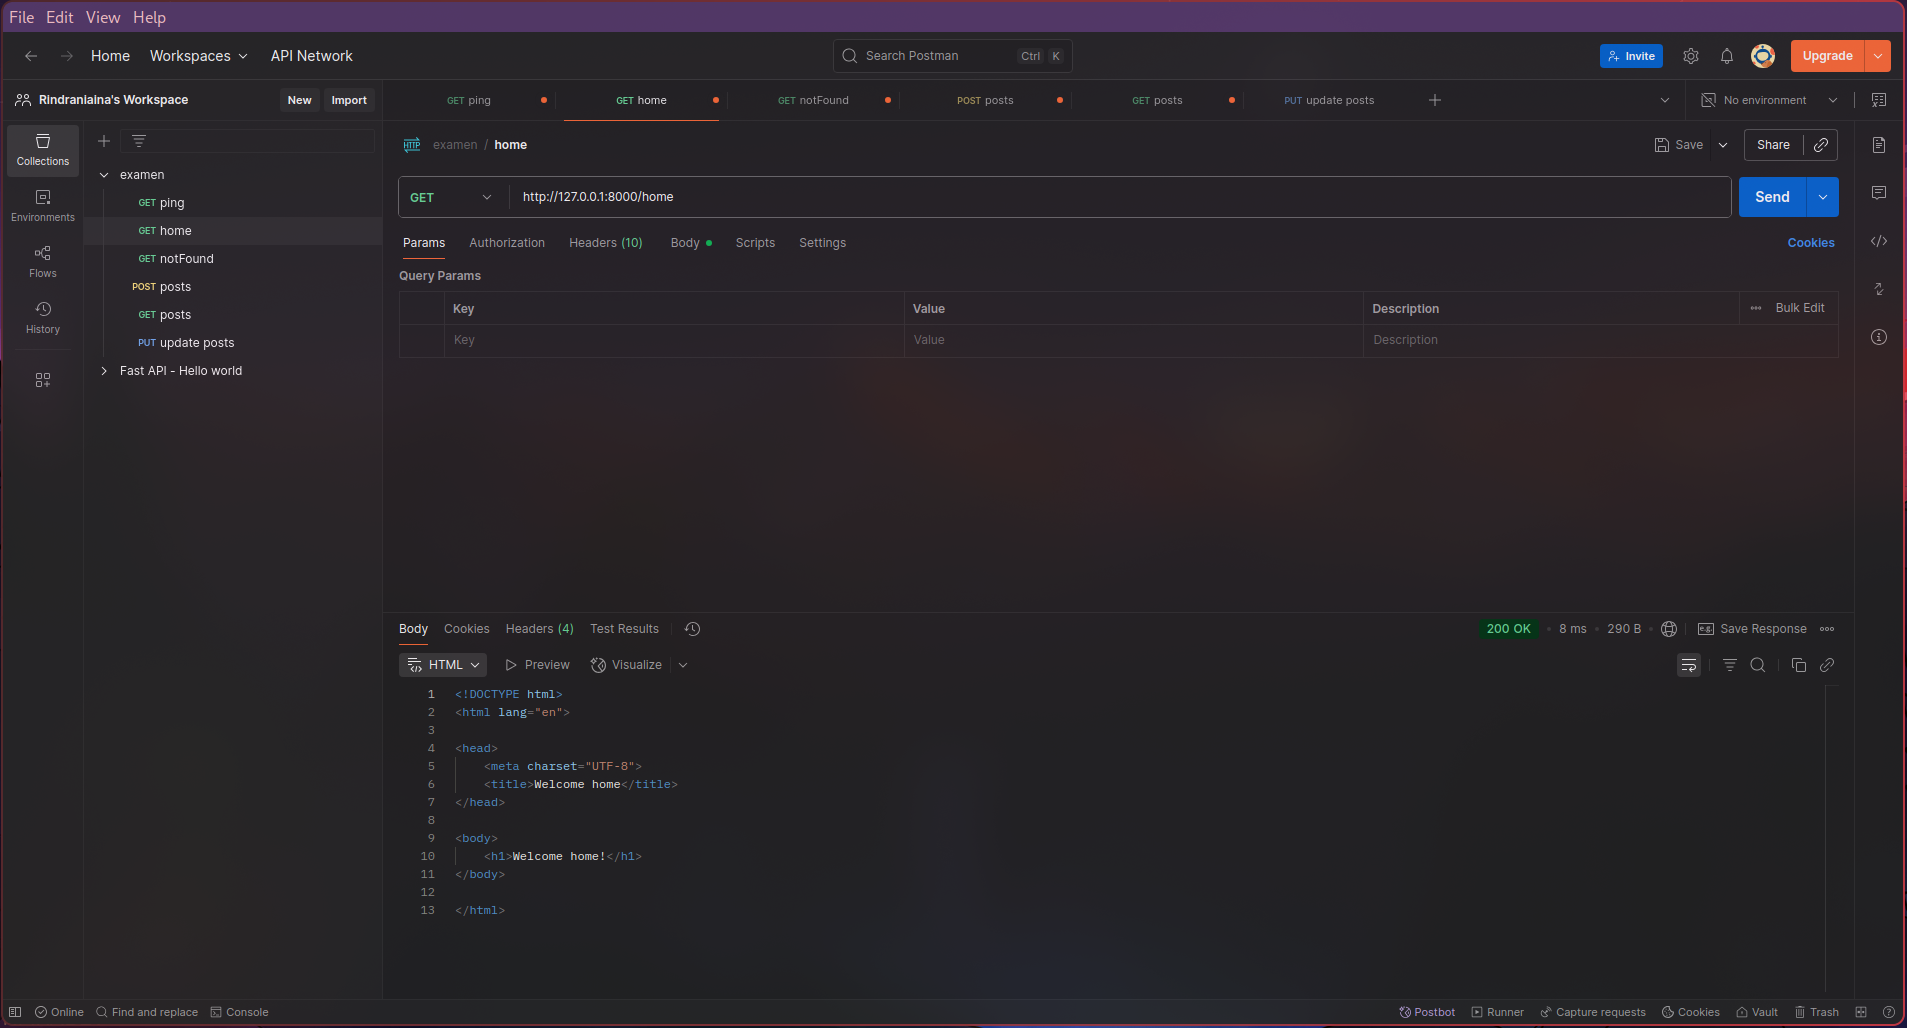 File Edit View Help
Home Workspaces API Network
Search Postman Ctrl K
Invite
Upgrade
Rindraniaina's Workspace
New Import
GET ping
GET home
GET notFound
POST posts
GET posts
PUT update posts
No environment
Collections
Environments
Flows
History
examen
GET ping
GET home
GET notFound
POST posts
GET posts
PUT update posts
Fast API - Hello world
HTTP examen / home
Save
Share
GET http://127.0.0.1:8000/home
Send
Params Authorization Headers (10) Body Scripts Settings
Cookies
Query Params
Key Value Description Bulk Edit
Key Value Description
Body Cookies Headers (4) Test Results
200 OK • 8 ms • 290 B
e.g. Save Response
HTML Preview Visualize
1 <!DOCTYPE html>
2 <html lang="en">
3
4 <head>
5 <meta charset="UTF-8">
6 <title>Welcome home</title>
7 </head>
8
9 <body>
10 <h1>Welcome home!</h1>
11 </body>
12
13 </html>
Online Find and replace Console
Postbot Runner Capture requests Cookies Vault Trash